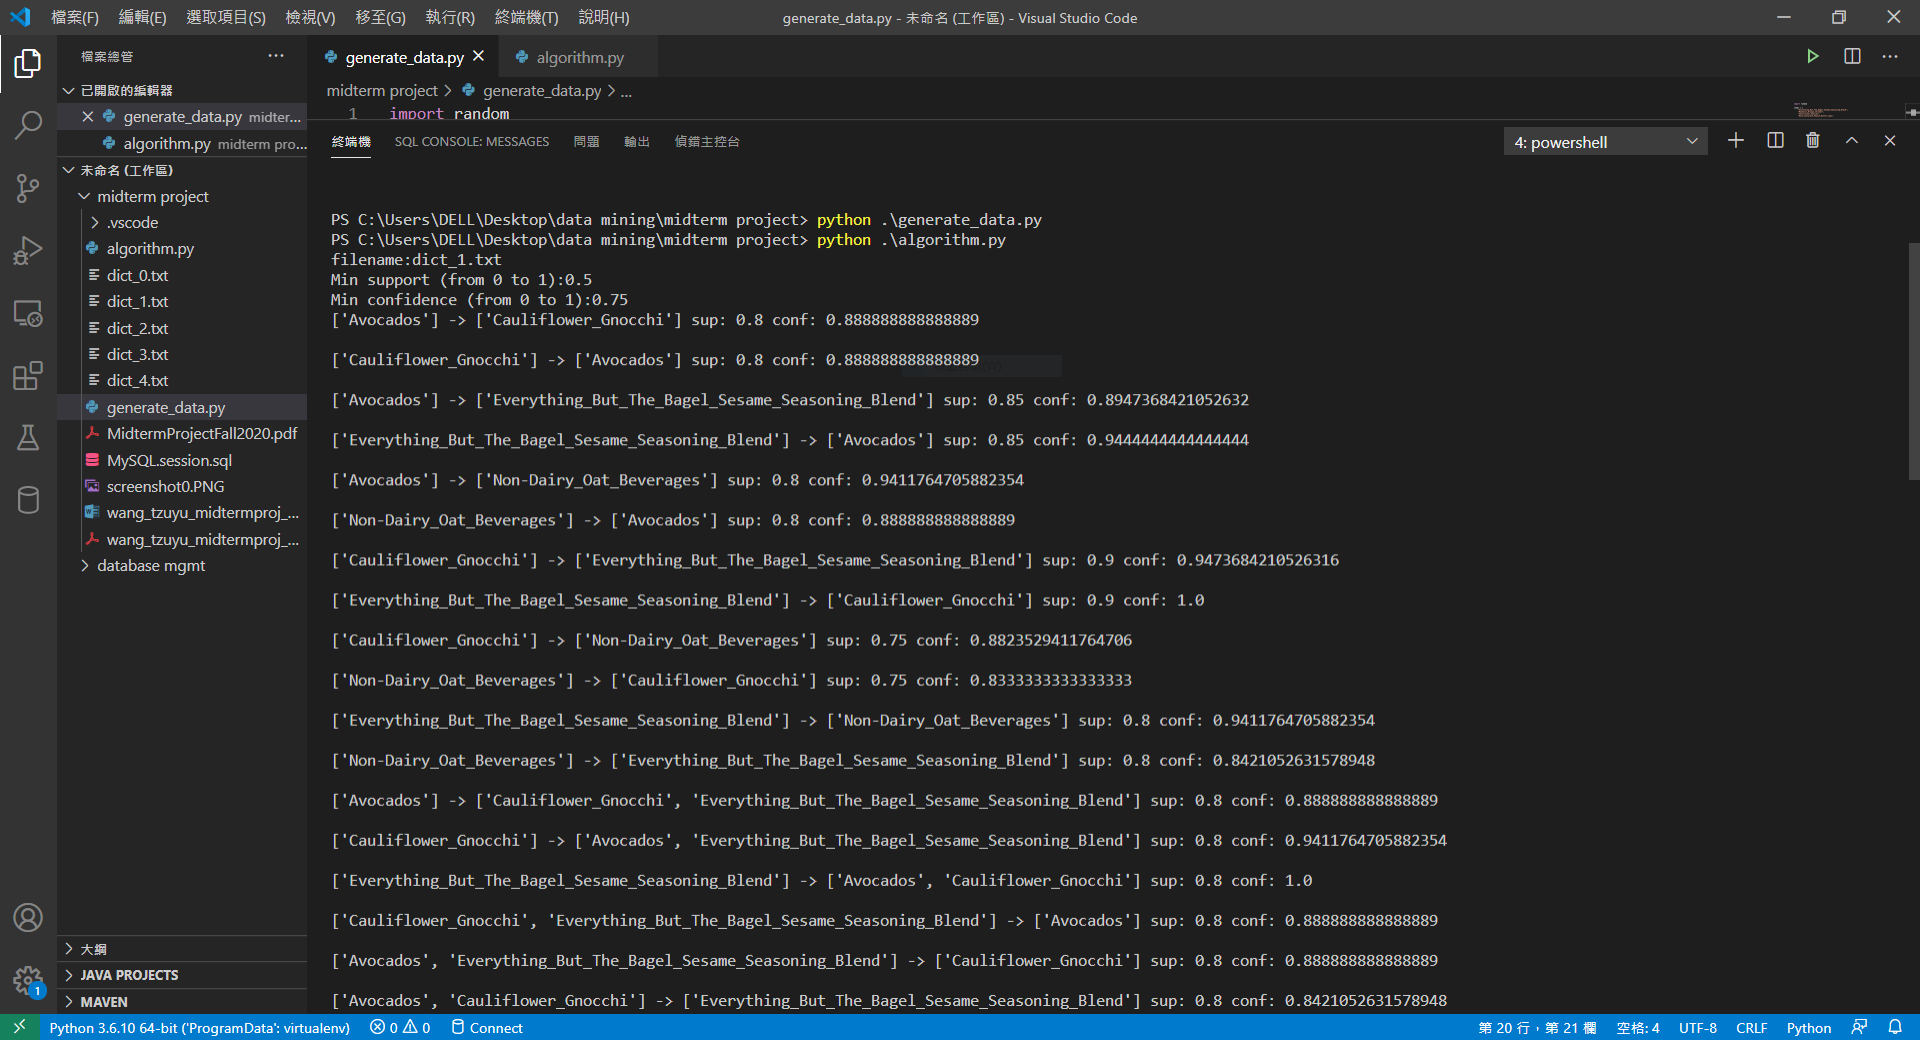 檔案(F) 編輯(E) 選取項目(S) 檢視(V) 移至(G) 執行(R) 終端機(T) 說明(H) generate_data.py - 未命名 (工作區) - Visual Studio Code
檔案總管
已開啟的編輯器
generate_data.py midter...
algorithm.py midterm pro...
未命名 (工作區)
midterm project
.vscode
algorithm.py
dict_0.txt
dict_1.txt
dict_2.txt
dict_3.txt
dict_4.txt
generate_data.py
MidtermProjectFall2020.pdf
MySQL.session.sql
screenshot0.PNG
wang_tzuyu_midtermproj_...
wang_tzuyu_midtermproj_...
database mgmt
大綱
JAVA PROJECTS
MAVEN
1
generate_data.py algorithm.py
midterm project > generate_data.py > ...
1 import random
終端機 SQL CONSOLE: MESSAGES 問題 輸出 偵錯主控台 4: powershell
PS C:\Users\DELL\Desktop\data mining\midterm project> python .\generate_data.py
PS C:\Users\DELL\Desktop\data mining\midterm project> python .\algorithm.py
filename:dict_1.txt
Min support (from 0 to 1):0.5
Min confidence (from 0 to 1):0.75
['Avocados'] -> ['Cauliflower_Gnocchi'] sup: 0.8 conf: 0.888888888888889
['Cauliflower_Gnocchi'] -> ['Avocados'] sup: 0.8 conf: 0.888888888888889
['Avocados'] -> ['Everything_But_The_Bagel_Sesame_Seasoning_Blend'] sup: 0.85 conf: 0.8947368421052632
['Everything_But_The_Bagel_Sesame_Seasoning_Blend'] -> ['Avocados'] sup: 0.85 conf: 0.9444444444444444
['Avocados'] -> ['Non-Dairy_Oat_Beverages'] sup: 0.8 conf: 0.9411764705882354
['Non-Dairy_Oat_Beverages'] -> ['Avocados'] sup: 0.8 conf: 0.888888888888889
['Cauliflower_Gnocchi'] -> ['Everything_But_The_Bagel_Sesame_Seasoning_Blend'] sup: 0.9 conf: 0.9473684210526316
['Everything_But_The_Bagel_Sesame_Seasoning_Blend'] -> ['Cauliflower_Gnocchi'] sup: 0.9 conf: 1.0
['Cauliflower_Gnocchi'] -> ['Non-Dairy_Oat_Beverages'] sup: 0.75 conf: 0.8823529411764706
['Non-Dairy_Oat_Beverages'] -> ['Cauliflower_Gnocchi'] sup: 0.75 conf: 0.8333333333333333
['Everything_But_The_Bagel_Sesame_Seasoning_Blend'] -> ['Non-Dairy_Oat_Beverages'] sup: 0.8 conf: 0.9411764705882354
['Non-Dairy_Oat_Beverages'] -> ['Everything_But_The_Bagel_Sesame_Seasoning_Blend'] sup: 0.8 conf: 0.8421052631578948
['Avocados'] -> ['Cauliflower_Gnocchi', 'Everything_But_The_Bagel_Sesame_Seasoning_Blend'] sup: 0.8 conf: 0.888888888888889
['Cauliflower_Gnocchi'] -> ['Avocados', 'Everything_But_The_Bagel_Sesame_Seasoning_Blend'] sup: 0.8 conf: 0.9411764705882354
['Everything_But_The_Bagel_Sesame_Seasoning_Blend'] -> ['Avocados', 'Cauliflower_Gnocchi'] sup: 0.8 conf: 1.0
['Cauliflower_Gnocchi', 'Everything_But_The_Bagel_Sesame_Seasoning_Blend'] -> ['Avocados'] sup: 0.8 conf: 0.888888888888889
['Avocados', 'Everything_But_The_Bagel_Sesame_Seasoning_Blend'] -> ['Cauliflower_Gnocchi'] sup: 0.8 conf: 0.888888888888889
['Avocados', 'Cauliflower_Gnocchi'] -> ['Everything_But_The_Bagel_Sesame_Seasoning_Blend'] sup: 0.8 conf: 0.8421052631578948
Python 3.6.10 64-bit ('ProgramData': virtualenv) 0 0 Connect 第 20 行，第 21 欄 空格: 4 UTF-8 CRLF Python